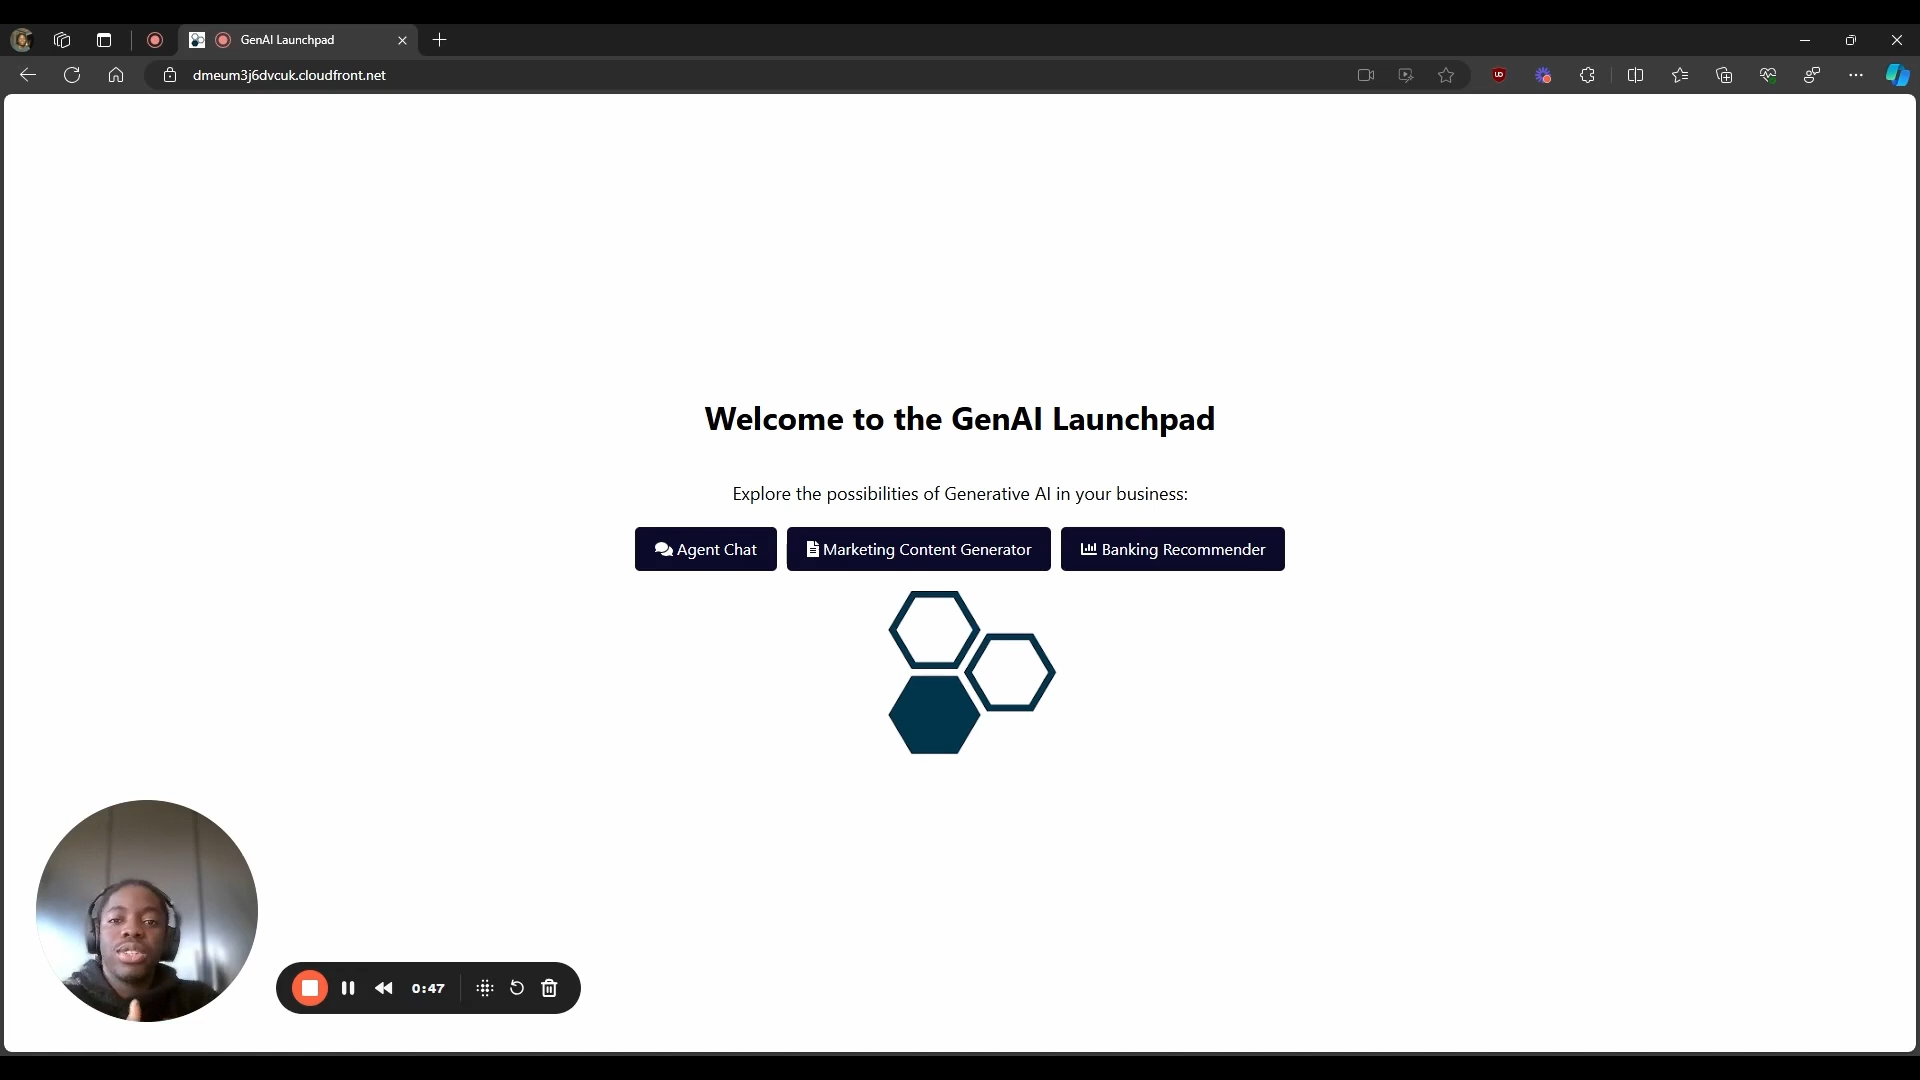 GenAI Launchpad
dmeum3j6dvcuk.cloudfront.net
UD
Welcome to the GenAI Launchpad
Explore the possibilities of Generative AI in your business:
Agent Chat
Marketing Content Generator
Banking Recommender
0:47